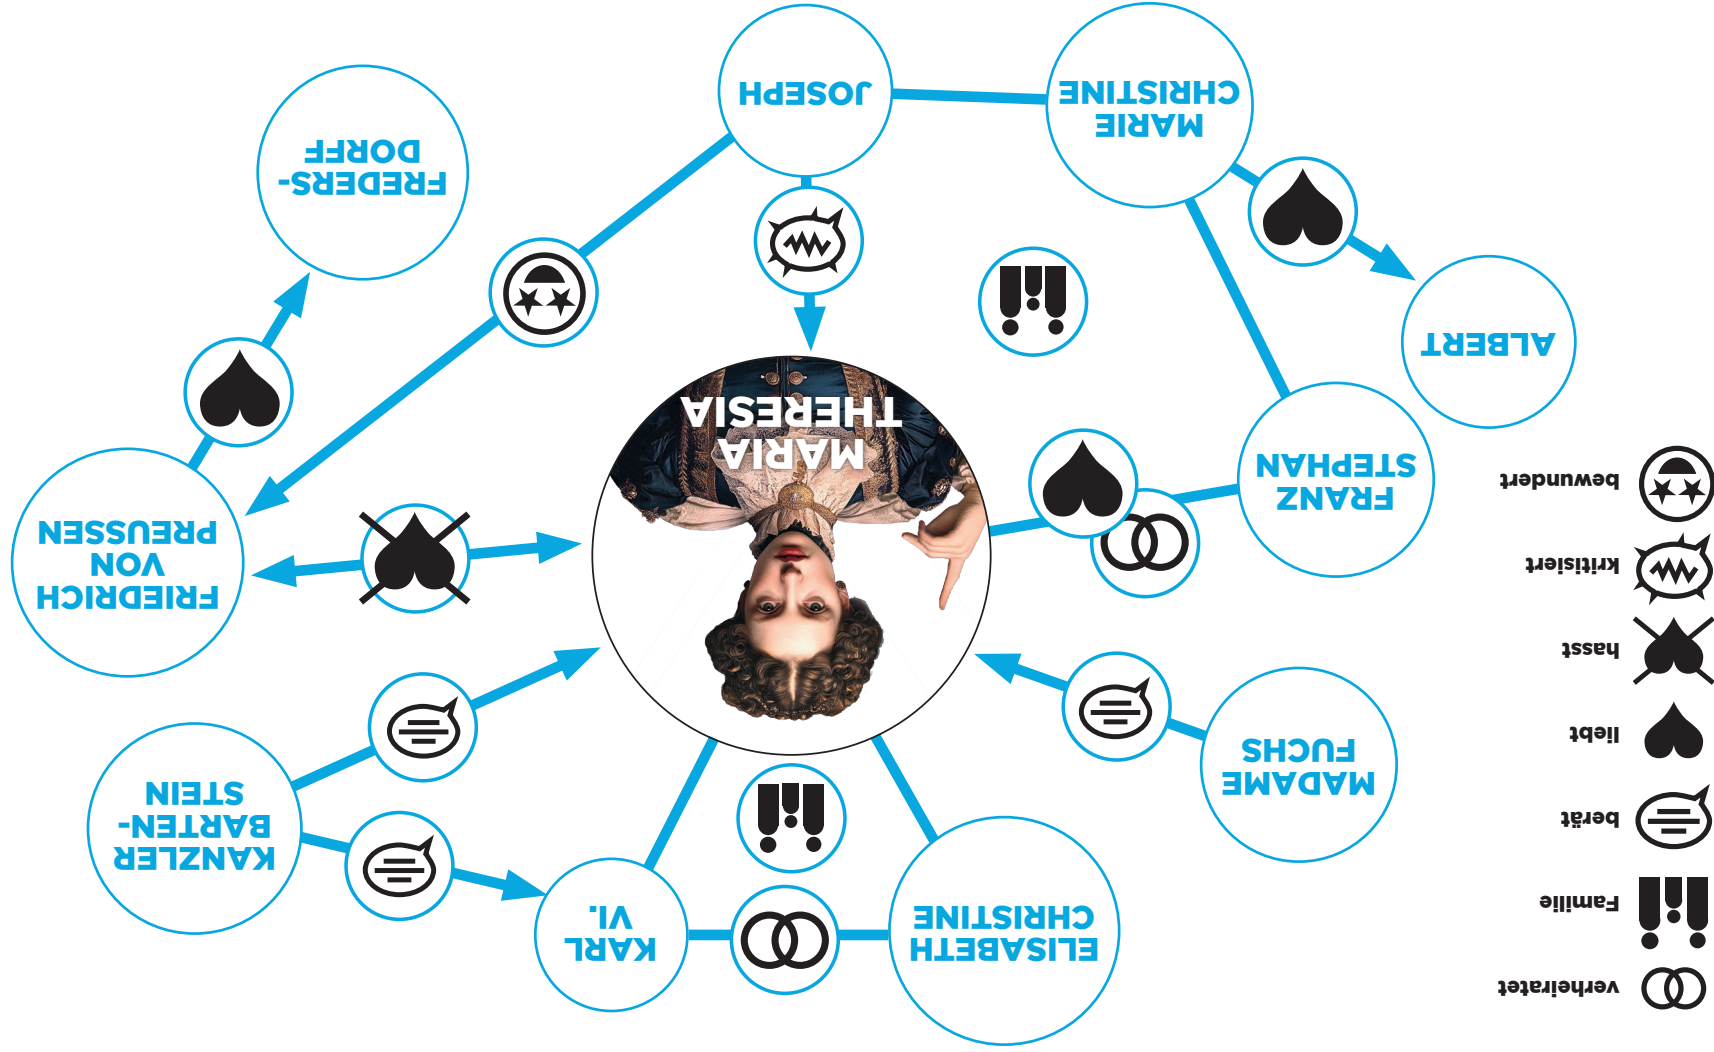 verheiratet
Familie
berät
liebt
hasst
kritisiert
bewundert
ELISABETH
CHRISTINE
KARL
VI.
KANZLER
BARTEN-
STEIN
MADAME
FUCHS
FRIEDRICH
VON
PREUSSEN
FRANZ
STEPHAN
MARIA
THERESIA
ALBERT
FREDERS-
DORFF
MARIE
CHRISTINE
JOSEPH